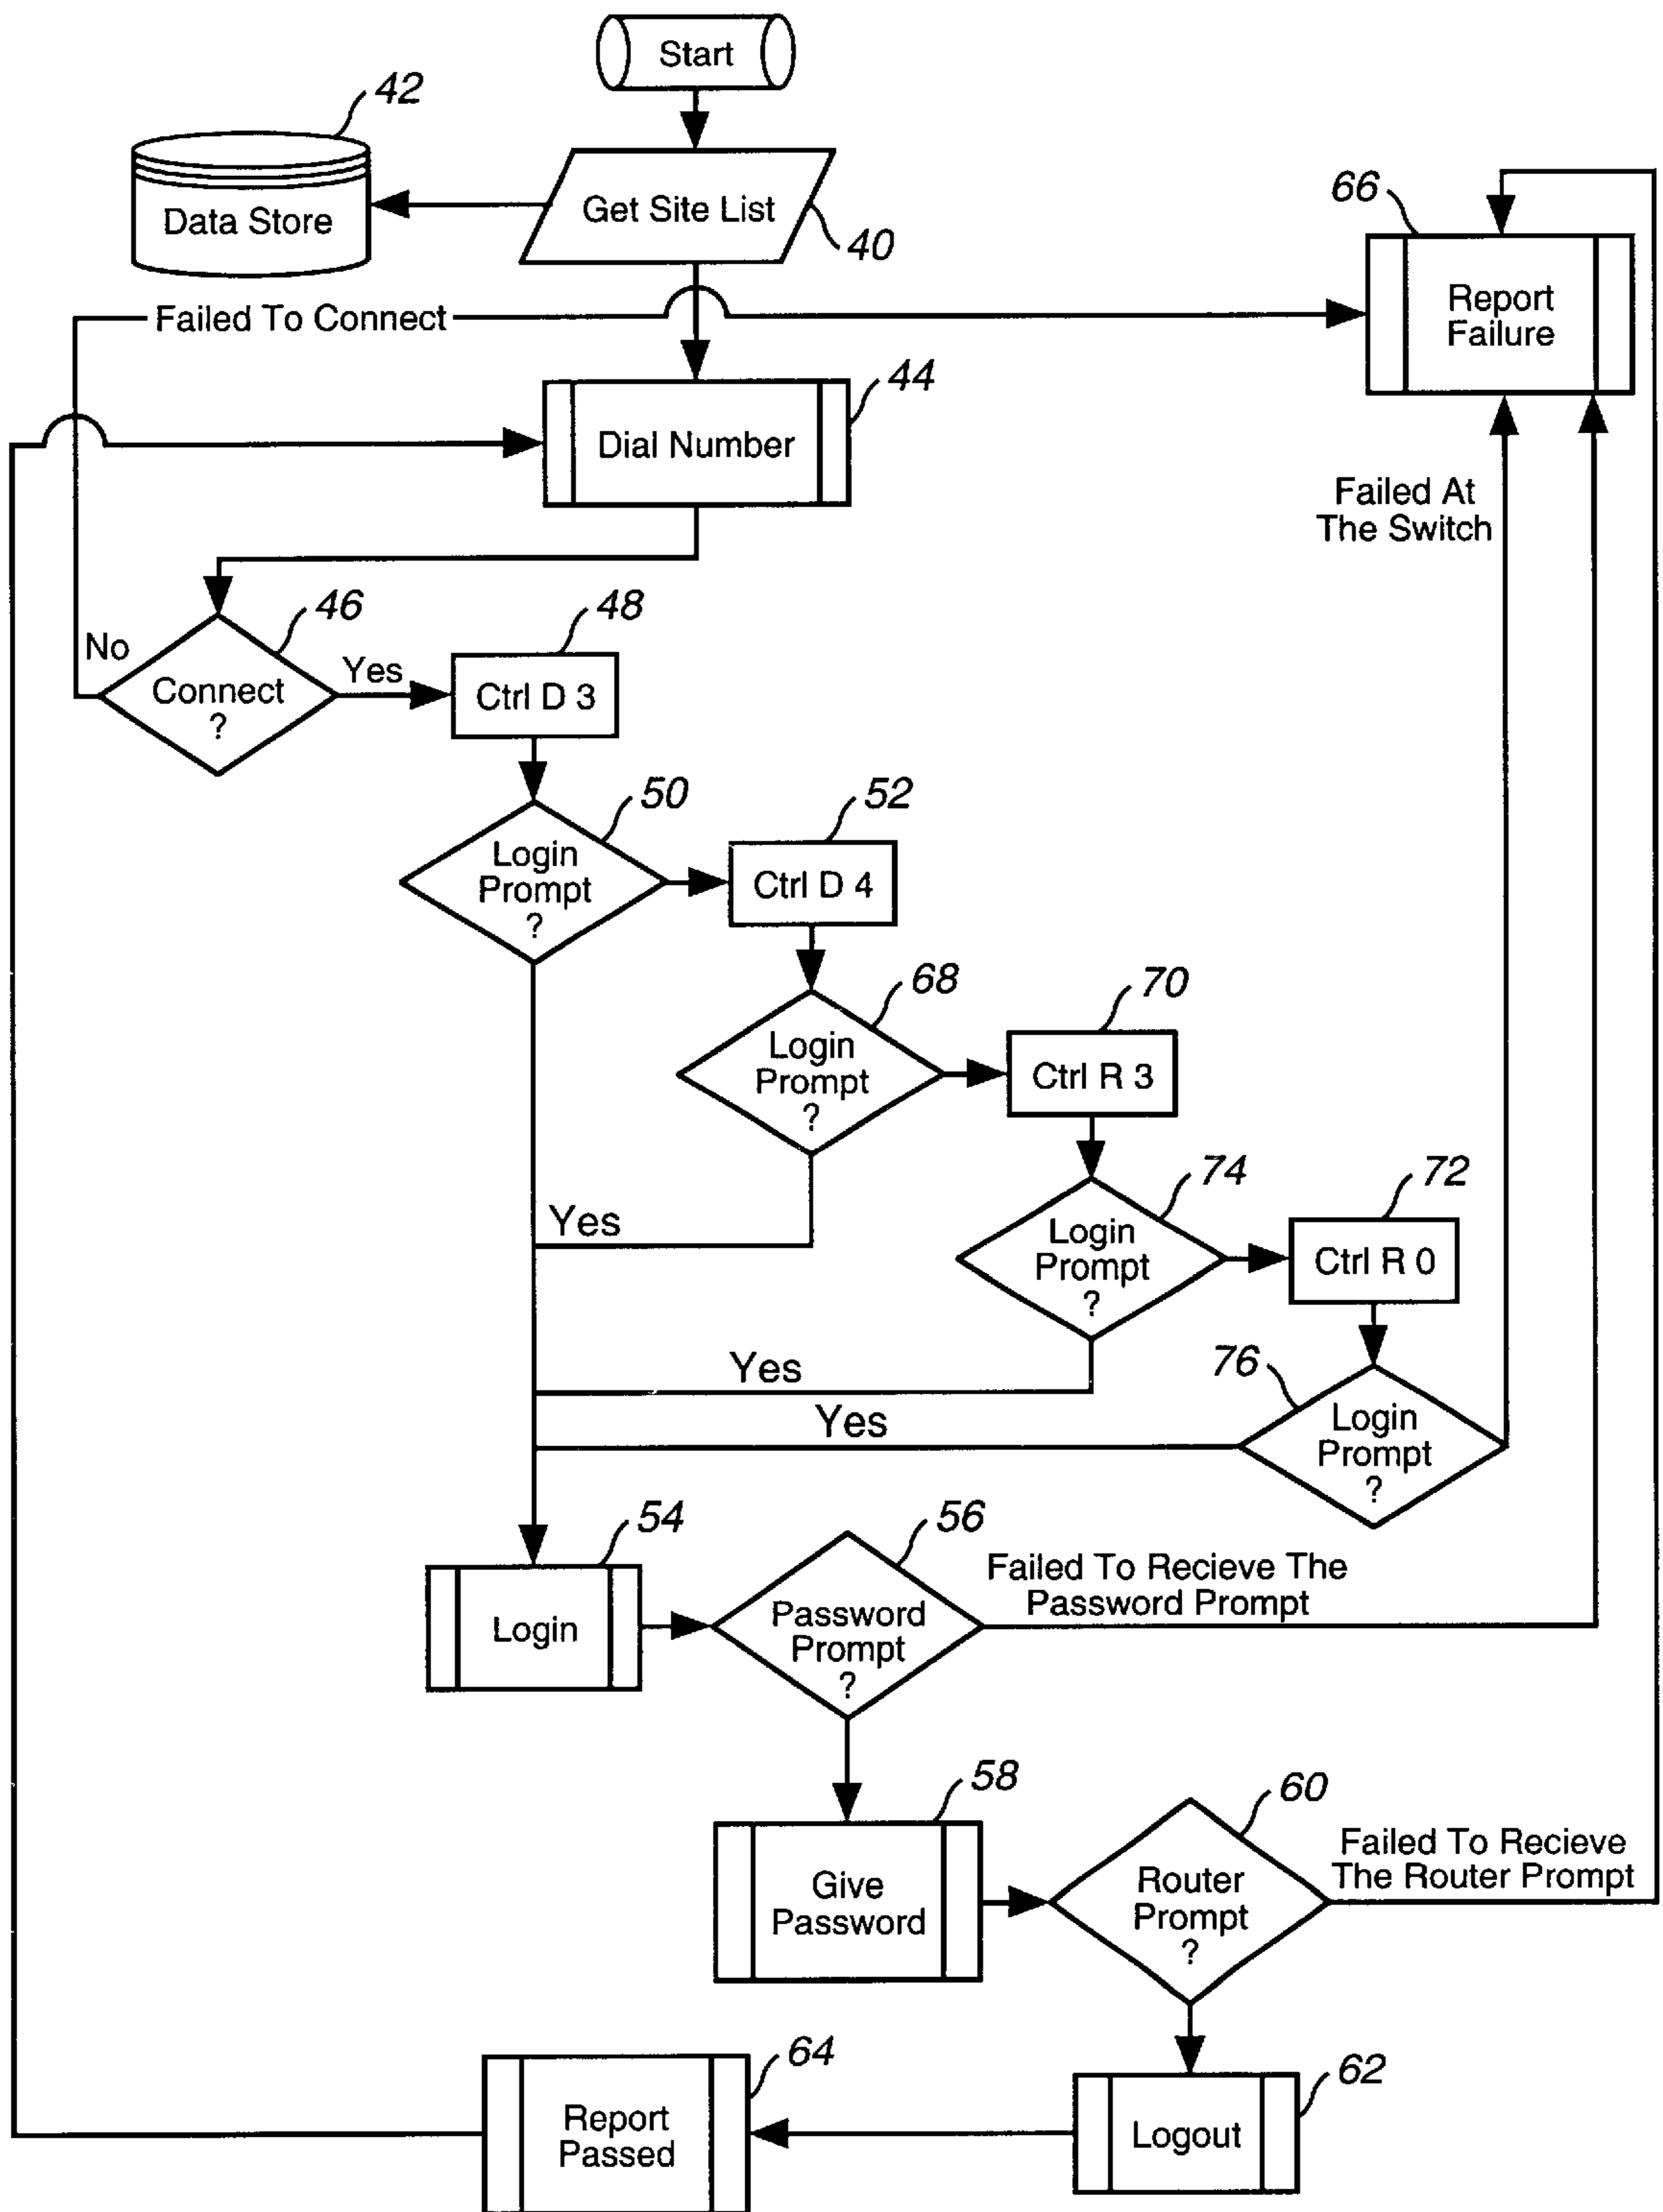 Start
42
Data Store
Get Site List
40
66
Report
Failure
Failed To Connect
44
Dial Number
Failed At
The Switch
46
No
Connect
?
Yes
48
Ctrl D 3
50
Login
Prompt
?
52
Ctrl D 4
68
Login
Prompt
?
70
Ctrl R 3
Yes
74
Login
Prompt
?
72
Ctrl R 0
Yes
76
Login
Prompt
?
Yes
54
Login
56
Password
Prompt
?
Failed To Recieve The
Password Prompt
58
Give
Password
60
Router
Prompt
?
Failed To Recieve
The Router Prompt
64
Report
Passed
62
Logout